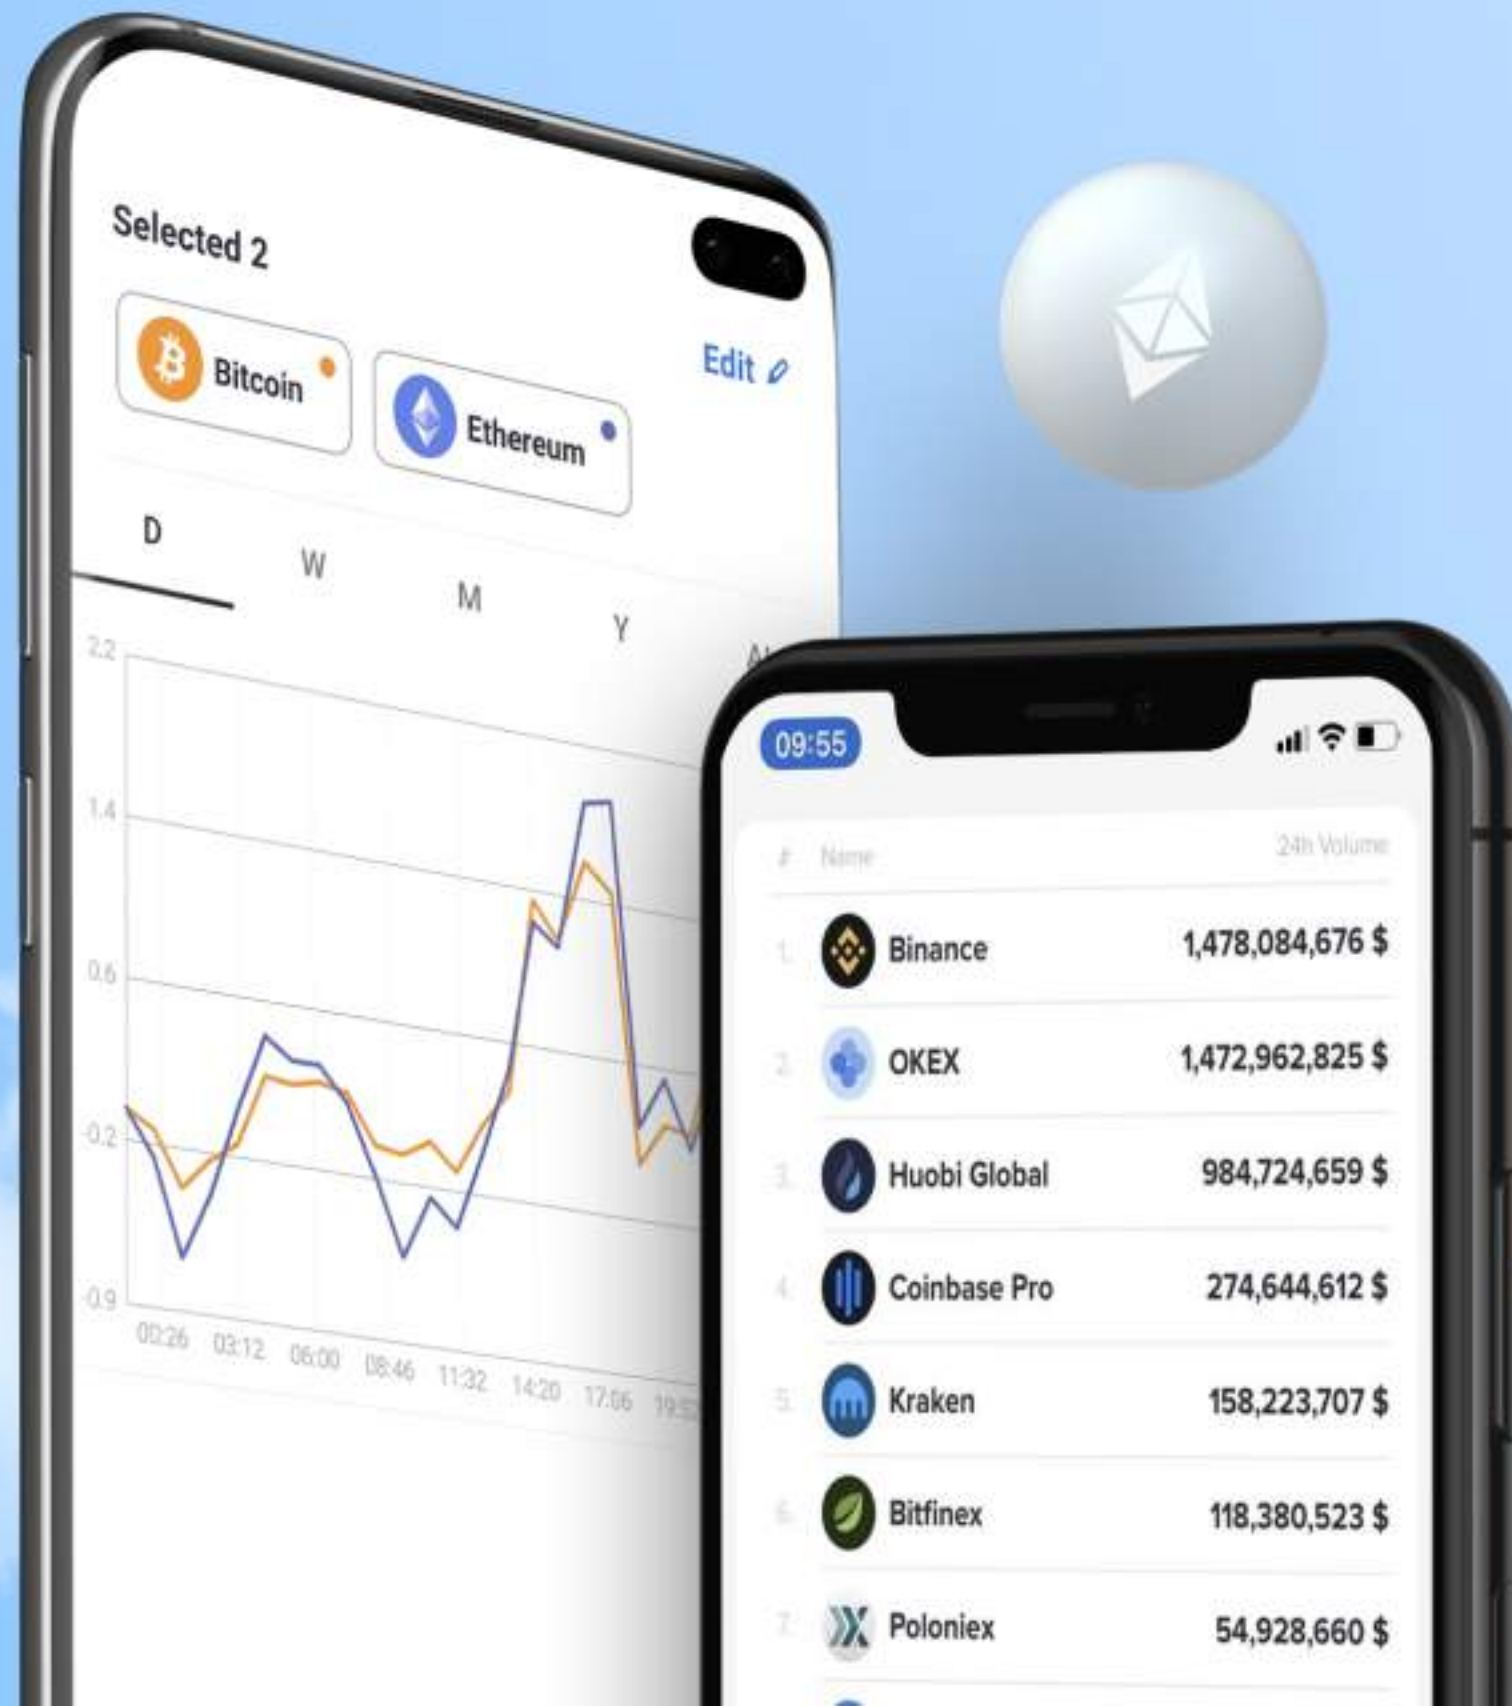 Selected 2
Edit
Bitcoin
Ethereum
D
W
M
Y
2.2
1.4
0.6
-0.2
-0.9
00:26 03:12 06:00 08:46 11:32 14:20 17:06
09:55
# Name 24h Volume
1. Binance 1,478,084,676 $
2. OKEX 1,472,962,825 $
3. Huobi Global 984,724,659 $
4. Coinbase Pro 274,644,612 $
5. Kraken 158,223,707 $
6. Bitfinex 118,380,523 $
7. Poloniex 54,928,660 $